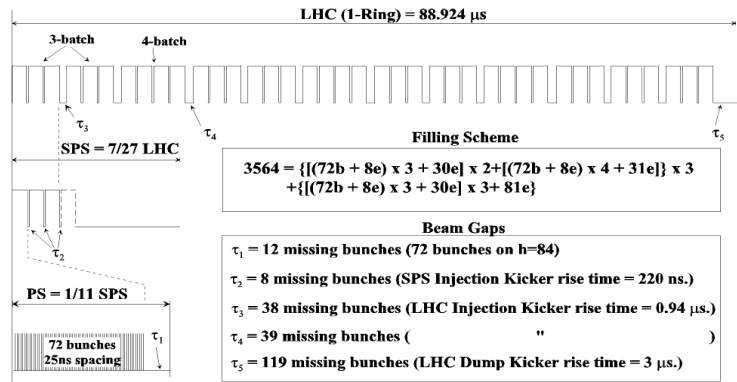 LHC (1-Ring) = 88.924 μs
3-batch
4-batch
τ3
τ4
τ5
SPS = 7/27 LHC
Filling Scheme
3564 = {[(72b + 8e) x 3 + 30e] x 2+[(72b + 8e) x 4 + 31e]} x 3
+{[(72b + 8e) x 3 + 30e] x 3+ 81e}
τ2
Beam Gaps
τ1 = 12 missing bunches (72 bunches on h=84)
τ2 = 8 missing bunches (SPS Injection Kicker rise time = 220 ns.)
τ3 = 38 missing bunches (LHC Injection Kicker rise time = 0.94 μs.)
τ4 = 39 missing bunches ( " )
τ5 = 119 missing bunches (LHC Dump Kicker rise time = 3 μs.)
PS = 1/11 SPS
τ1
72 bunches
25ns spacing